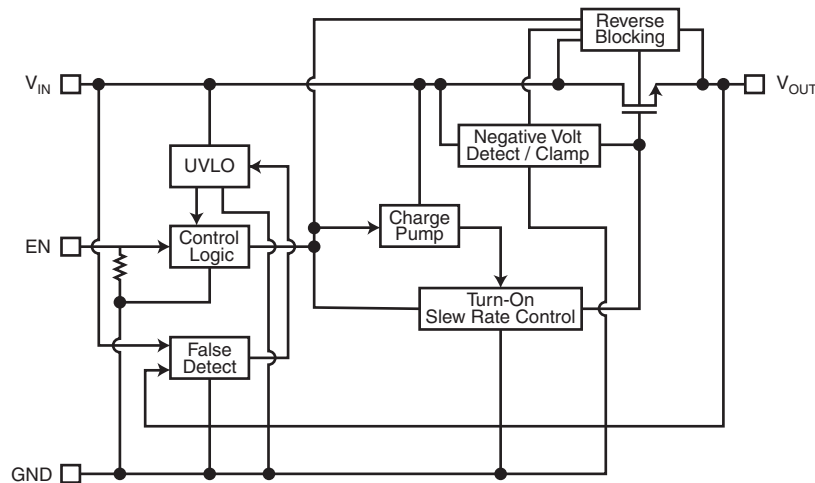 Reverse
Blocking
VIN
VOUT
Negative Volt
Detect / Clamp
UVLO
Charge
Pump
EN
Control
Logic
Turn-On
Slew Rate Control
False
Detect
GND